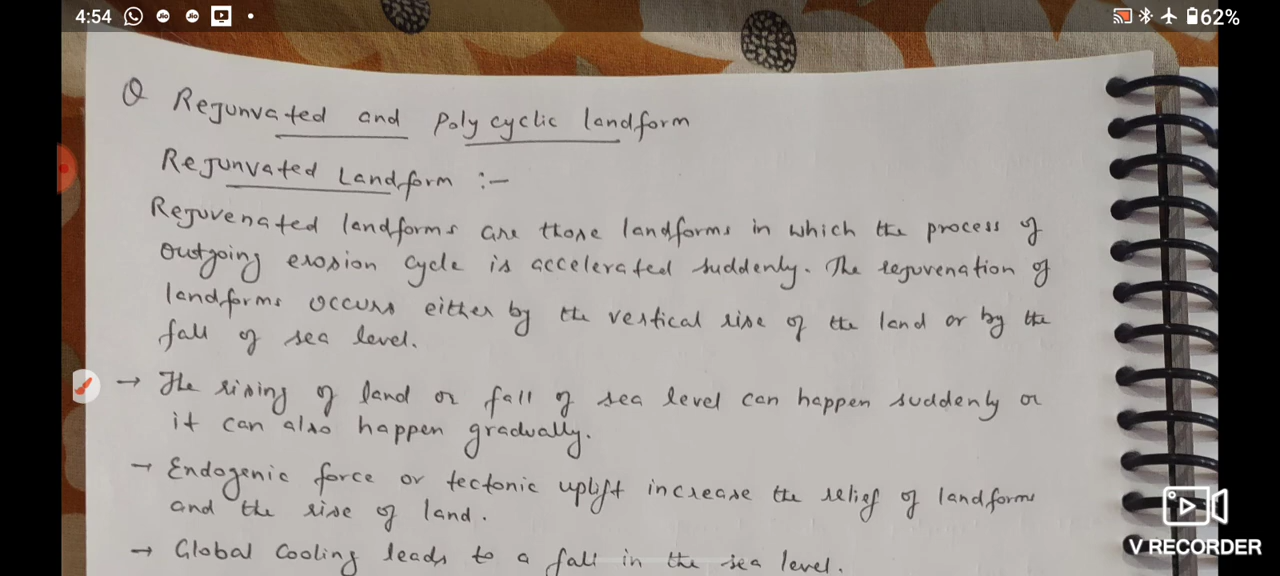 4:54
Jio
Jio
62%
Q Rejunvated and Polycyclic landform
Rejunvated Landform :-
Rejuvenated landforms are those landforms in which the process of
outgoing erosion cycle is accelerated suddenly. The rejuvenation of
landforms occurs either by the vertical rise of the land or by the
fall of sea level.
→ The rising of land or fall of sea level can happen suddenly or
it can also happen gradually.
→ Endogenic force or tectonic uplift increase the relief of landforms
and the rise of land.
→ Global Cooling leads to a fall in the sea level.
V RECORDER